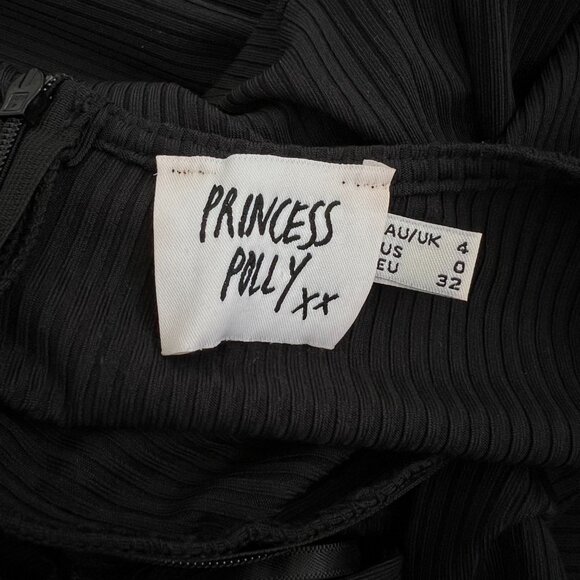 PRINCESS
POLLY xx
AU/UK 4
US 0
EU 32